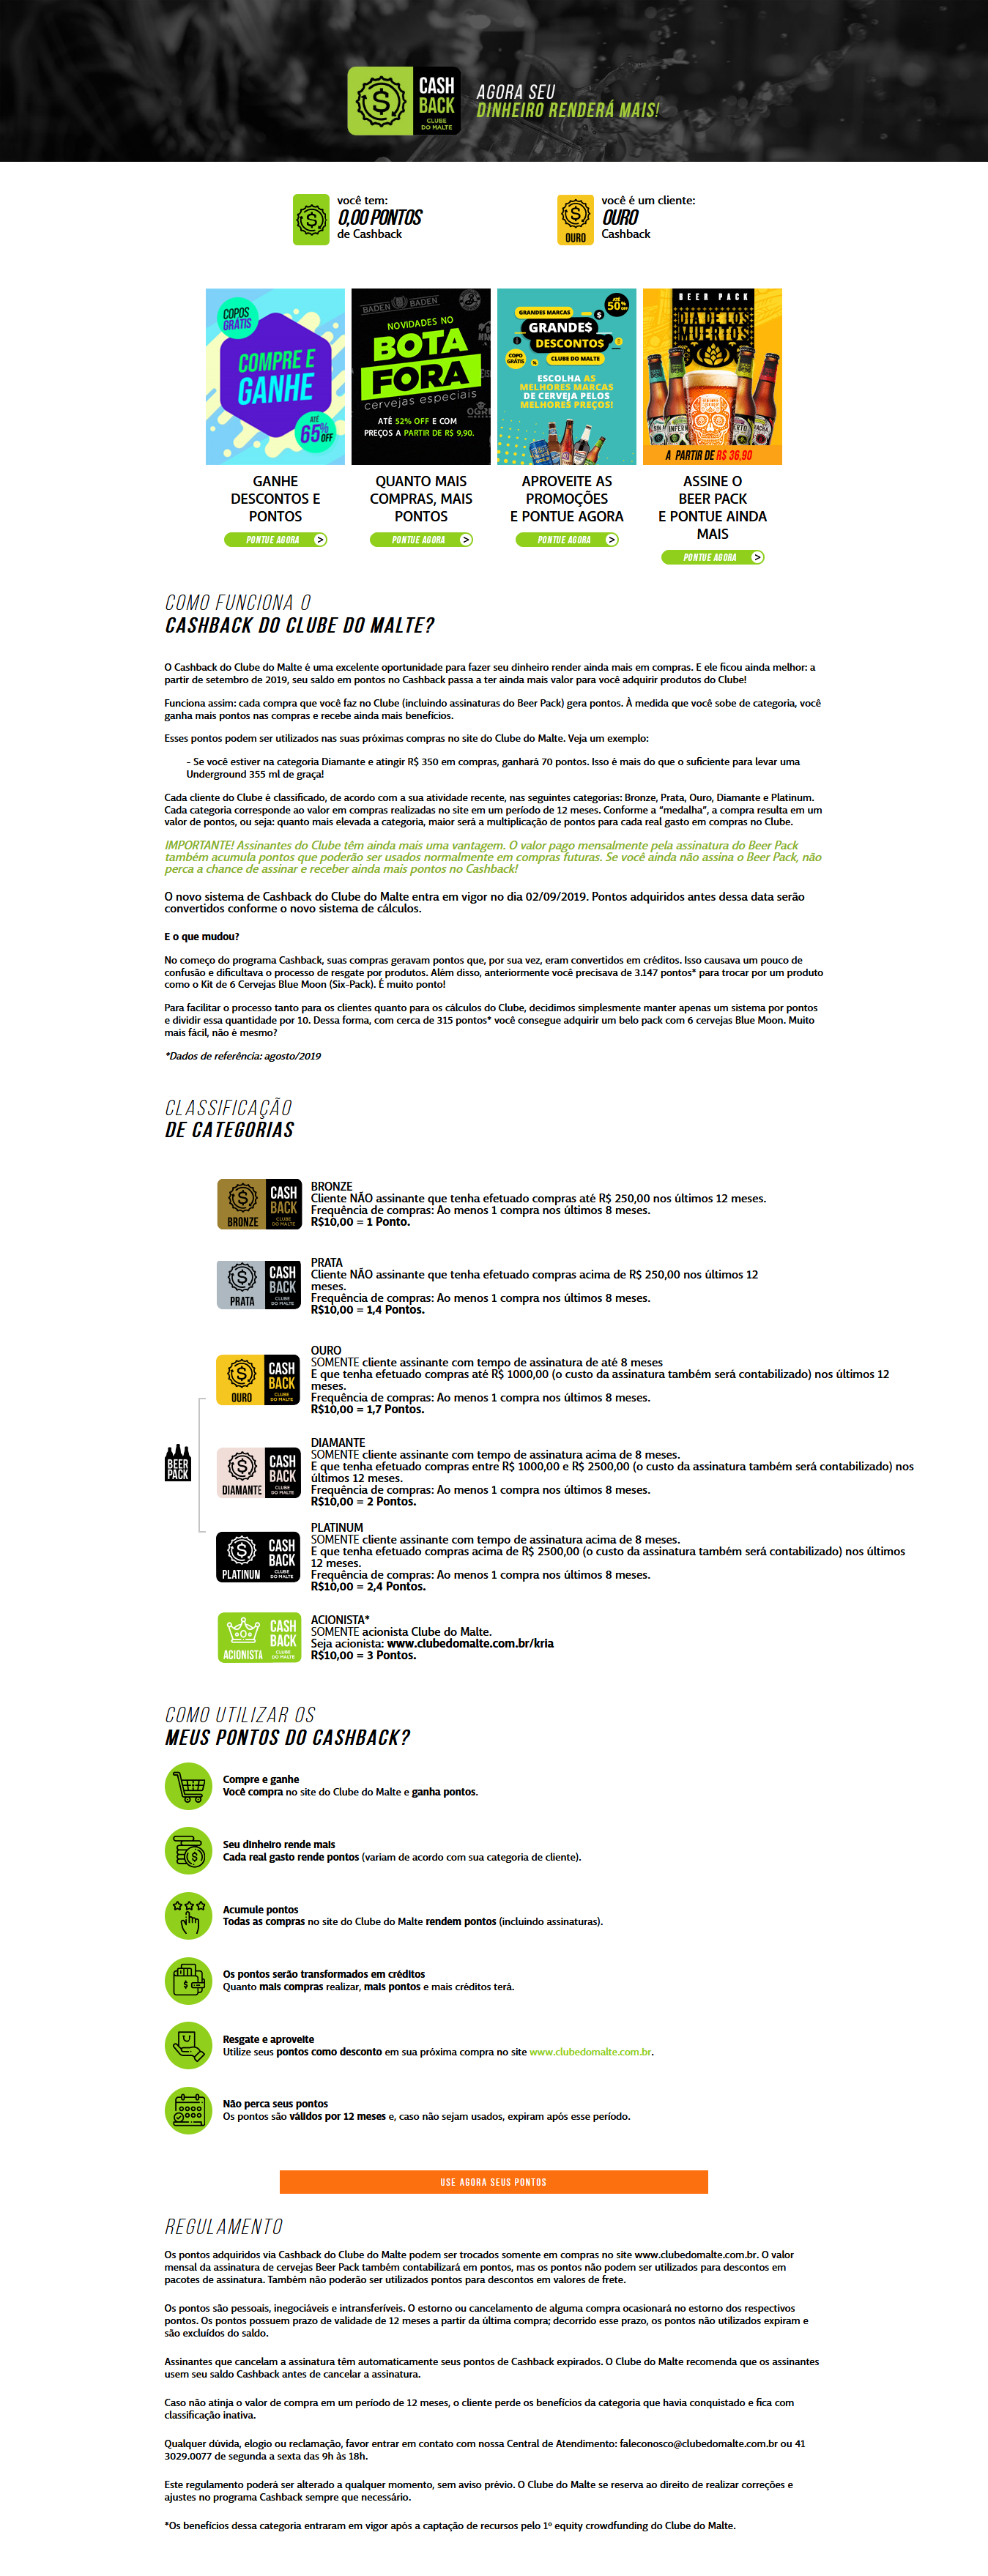 CASH
BACK
CLUBE
DO MALTE
AGORA SEU
DINHEIRO RENDERÁ MAIS!
você tem:
0,00 PONTOS
de Cashback
OURO
você é um cliente:
OURO
Cashback
COPOS
GRÁTIS
COMPRE E
GANHE
ATÉ
65%
OFF
BADEN BADEN
NOVIDADES NO
BOTA
FORA
cervejas especiais
ATÉ 52% OFF E COM
PREÇOS A PARTIR DE R$ 9,90.
ATÉ
50%
OFF
GRANDES MARCAS
GRANDES
DESCONTOS
CLUBE DO MALTE
COPO
GRÁTIS
ESCOLHA AS
MELHORES MARCAS
DE CERVEJA PELOS
MELHORES PREÇOS!
BEER PACK
DIA DE LOS
MUERTOS
A PARTIR DE R$ 36,90
GANHE
DESCONTOS E
PONTOS
PONTUE AGORA >
QUANTO MAIS
COMPRAS, MAIS
PONTOS
PONTUE AGORA >
APROVEITE AS
PROMOÇÕES
E PONTUE AGORA
PONTUE AGORA >
ASSINE O
BEER PACK
E PONTUE AINDA
MAIS
PONTUE AGORA >
COMO FUNCIONA O
CASHBACK DO CLUBE DO MALTE?
O Cashback do Clube do Malte é uma excelente oportunidade para fazer seu dinheiro render ainda mais em compras. E ele ficou ainda melhor: a
partir de setembro de 2019, seu saldo em pontos no Cashback passa a ter ainda mais valor para você adquirir produtos do Clube!
Funciona assim: cada compra que você faz no Clube (incluindo assinaturas do Beer Pack) gera pontos. À medida que você sobe de categoria, você
ganha mais pontos nas compras e recebe ainda mais benefícios.
Esses pontos podem ser utilizados nas suas próximas compras no site do Clube do Malte. Veja um exemplo:
- Se você estiver na categoria Diamante e atingir R$ 350 em compras, ganhará 70 pontos. Isso é mais do que o suficiente para levar uma
Underground 355 ml de graça!
Cada cliente do Clube é classificado, de acordo com a sua atividade recente, nas seguintes categorias: Bronze, Prata, Ouro, Diamante e Platinum.
Cada categoria corresponde ao valor em compras realizadas no site em um período de 12 meses. Conforme a “medalha”, a compra resulta em um
valor de pontos, ou seja: quanto mais elevada a categoria, maior será a multiplicação de pontos para cada real gasto em compras no Clube.
IMPORTANTE! Assinantes do Clube têm ainda mais uma vantagem. O valor pago mensalmente pela assinatura do Beer Pack
também acumula pontos que poderão ser usados normalmente em compras futuras. Se você ainda não assina o Beer Pack, não
perca a chance de assinar e receber ainda mais pontos no Cashback!
O novo sistema de Cashback do Clube do Malte entra em vigor no dia 02/09/2019. Pontos adquiridos antes dessa data serão
convertidos conforme o novo sistema de cálculos.
E o que mudou?
No começo do programa Cashback, suas compras geravam pontos que, por sua vez, eram convertidos em créditos. Isso causava um pouco de
confusão e dificultava o processo de resgate por produtos. Além disso, anteriormente você precisava de 3.147 pontos* para trocar por um produto
como o Kit de 6 Cervejas Blue Moon (Six-Pack). É muito ponto!
Para facilitar o processo tanto para os clientes quanto para os cálculos do Clube, decidimos simplesmente manter apenas um sistema por pontos
e dividir essa quantidade por 10. Dessa forma, com cerca de 315 pontos* você consegue adquirir um belo pack com 6 cervejas Blue Moon. Muito
mais fácil, não é mesmo?
*Dados de referência: agosto/2019
CLASSIFICAÇÃO
DE CATEGORIAS
BRONZE
CASH
BACK
CLUBE
DO MALTE
BRONZE
Cliente NÃO assinante que tenha efetuado compras até R$ 250,00 nos últimos 12 meses.
Frequência de compras: Ao menos 1 compra nos últimos 8 meses.
R$10,00 = 1 Ponto.
PRATA
CASH
BACK
CLUBE
DO MALTE
PRATA
Cliente NÃO assinante que tenha efetuado compras acima de R$ 250,00 nos últimos 12
meses.
Frequência de compras: Ao menos 1 compra nos últimos 8 meses.
R$10,00 = 1,4 Pontos.
OURO
CASH
BACK
CLUBE
DO MALTE
OURO
SOMENTE cliente assinante com tempo de assinatura de até 8 meses
E que tenha efetuado compras até R$ 1000,00 (o custo da assinatura também será contabilizado) nos últimos 12
meses.
Frequência de compras: Ao menos 1 compra nos últimos 8 meses.
R$10,00 = 1,7 Pontos.
BEER
PACK
DIAMANTE
CASH
BACK
CLUBE
DO MALTE
DIAMANTE
SOMENTE cliente assinante com tempo de assinatura acima de 8 meses.
E que tenha efetuado compras entre R$ 1000,00 e R$ 2500,00 (o custo da assinatura também será contabilizado) nos
últimos 12 meses.
Frequência de compras: Ao menos 1 compra nos últimos 8 meses.
R$10,00 = 2 Pontos.
PLATINUN
CASH
BACK
CLUBE
DO MALTE
PLATINUM
SOMENTE cliente assinante com tempo de assinatura acima de 8 meses.
E que tenha efetuado compras acima de R$ 2500,00 (o custo da assinatura também será contabilizado) nos últimos
12 meses.
Frequência de compras: Ao menos 1 compra nos últimos 8 meses.
R$10,00 = 2,4 Pontos.
ACIONISTA
CASH
BACK
CLUBE
DO MALTE
ACIONISTA*
SOMENTE acionista Clube do Malte.
Seja acionista: www.clubedomalte.com.br/kria
R$10,00 = 3 Pontos.
COMO UTILIZAR OS
MEUS PONTOS DO CASHBACK?
Compre e ganhe
Você compra no site do Clube do Malte e ganha pontos.
Seu dinheiro rende mais
Cada real gasto rende pontos (variam de acordo com sua categoria de cliente).
Acumule pontos
Todas as compras no site do Clube do Malte rendem pontos (incluindo assinaturas).
Os pontos serão transformados em créditos
Quanto mais compras realizar, mais pontos e mais créditos terá.
Resgate e aproveite
Utilize seus pontos como desconto em sua próxima compra no site www.clubedomalte.com.br.
Não perca seus pontos
Os pontos são válidos por 12 meses e, caso não sejam usados, expiram após esse período.
USE AGORA SEUS PONTOS
REGULAMENTO
Os pontos adquiridos via Cashback do Clube do Malte podem ser trocados somente em compras no site www.clubedomalte.com.br. O valor
mensal da assinatura de cervejas Beer Pack também contabilizará em pontos, mas os pontos não podem ser utilizados para descontos em
pacotes de assinatura. Também não poderão ser utilizados pontos para descontos em valores de frete.
Os pontos são pessoais, inegociáveis e intransferíveis. O estorno ou cancelamento de alguma compra ocasionará no estorno dos respectivos
pontos. Os pontos possuem prazo de validade de 12 meses a partir da última compra; decorrido esse prazo, os pontos não utilizados expiram e
são excluídos do saldo.
Assinantes que cancelam a assinatura têm automaticamente seus pontos de Cashback expirados. O Clube do Malte recomenda que os assinantes
usem seu saldo Cashback antes de cancelar a assinatura.
Caso não atinja o valor de compra em um período de 12 meses, o cliente perde os benefícios da categoria que havia conquistado e fica com
classificação inativa.
Qualquer dúvida, elogio ou reclamação, favor entrar em contato com nossa Central de Atendimento: faleconosco@clubedomalte.com.br ou 41
3029.0077 de segunda a sexta das 9h às 18h.
Este regulamento poderá ser alterado a qualquer momento, sem aviso prévio. O Clube do Malte se reserva ao direito de realizar correções e
ajustes no programa Cashback sempre que necessário.
*Os benefícios dessa categoria entraram em vigor após a captação de recursos pelo 1º equity crowdfunding do Clube do Malte.